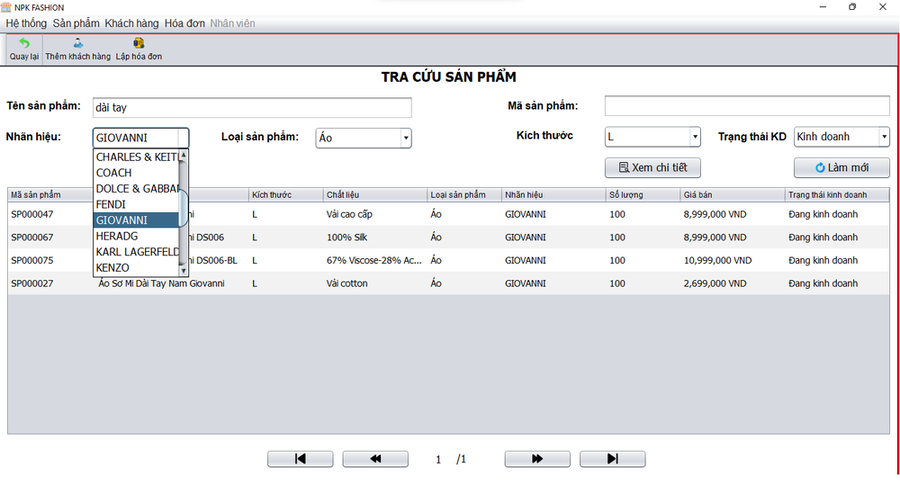 NPK FASHION
Hệ thống Sản phẩm Khách hàng Hóa đơn Nhân viên
Quay lại Thêm khách hàng Lập hóa đơn
TRA CỨU SẢN PHẨM
Tên sản phẩm: dài tay Mã sản phẩm:
Nhãn hiệu: GIOVANNI Loại sản phẩm: Áo Kích thước L Trạng thái KD Kinh doanh
CHARLES & KEITH
COACH
DOLCE & GABBAN
FENDI
GIOVANNI
HERADG
KARL LAGERFELD
KENZO
Xem chi tiết Làm mới
Mã sản phẩm Kích thước Chất liệu Loại sản phẩm Nhãn hiệu Số lượng Giá bán Trạng thái kinh doanh
SP000047 ni L Vải cao cấp Áo GIOVANNI 100 8,999,000 VND Đang kinh doanh
SP000067 ni DS006 L 100% Silk Áo GIOVANNI 100 8,999,000 VND Đang kinh doanh
SP000075 ni DS006-BL L 67% Viscose-28% Ac... Áo GIOVANNI 100 10,999,000 VND Đang kinh doanh
SP000027 Áo Sơ Mi Dài Tay Nam Giovanni L Vải cotton Áo GIOVANNI 100 2,699,000 VND Đang kinh doanh
1 /1